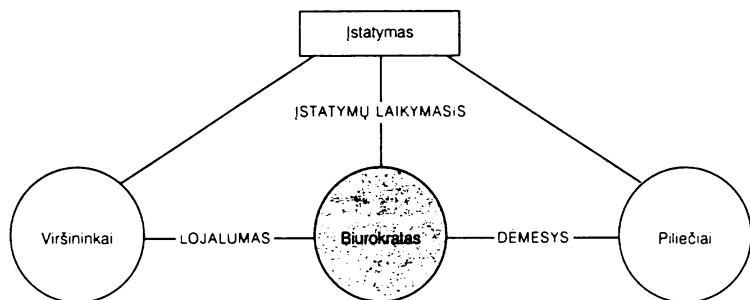 Įstatymas
ĮSTATYMŲ LAIKYMASiS
Viršininkai
LOJALUMAS
Biurokratas
DĖMESYS
Piliečiai